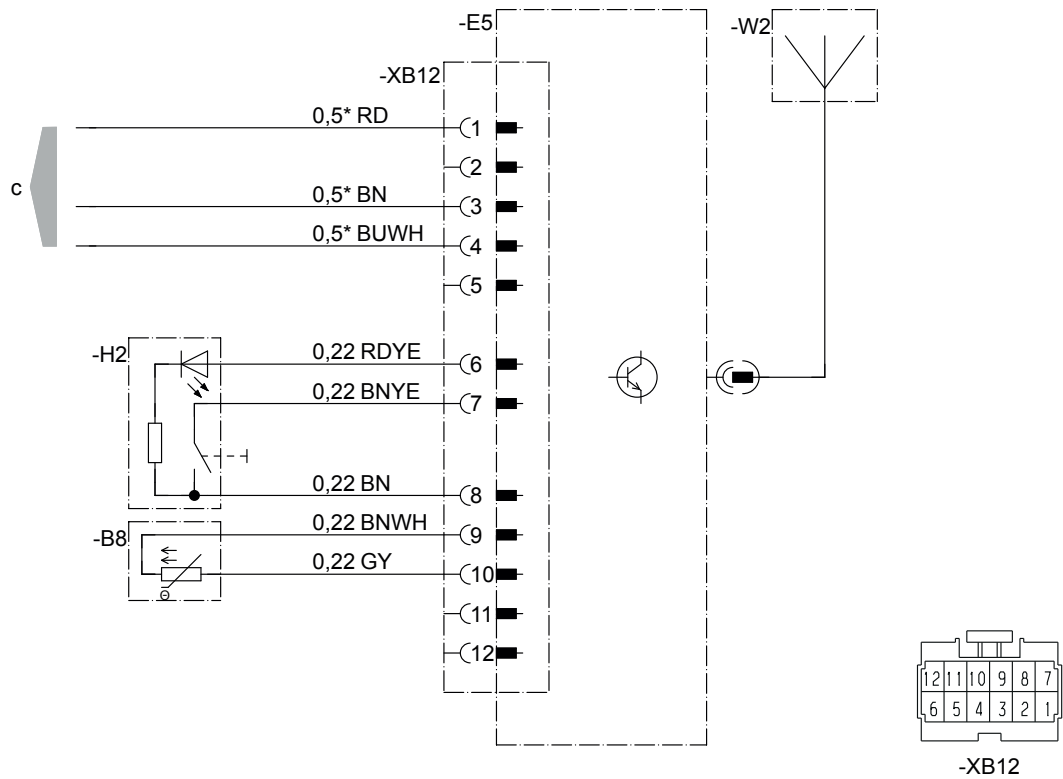 -E5
-W2
-XB12
0,5* RD
1
2
c
0,5* BN
3
0,5* BUWH
4
5
-H2
0,22 RDYE
6
0,22 BNYE
7
0,22 BN
8
-B8
0,22 BNWH
9
0,22 GY
10
Θ
11
12
12 11 10 9 8 7
6 5 4 3 2 1
-XB12